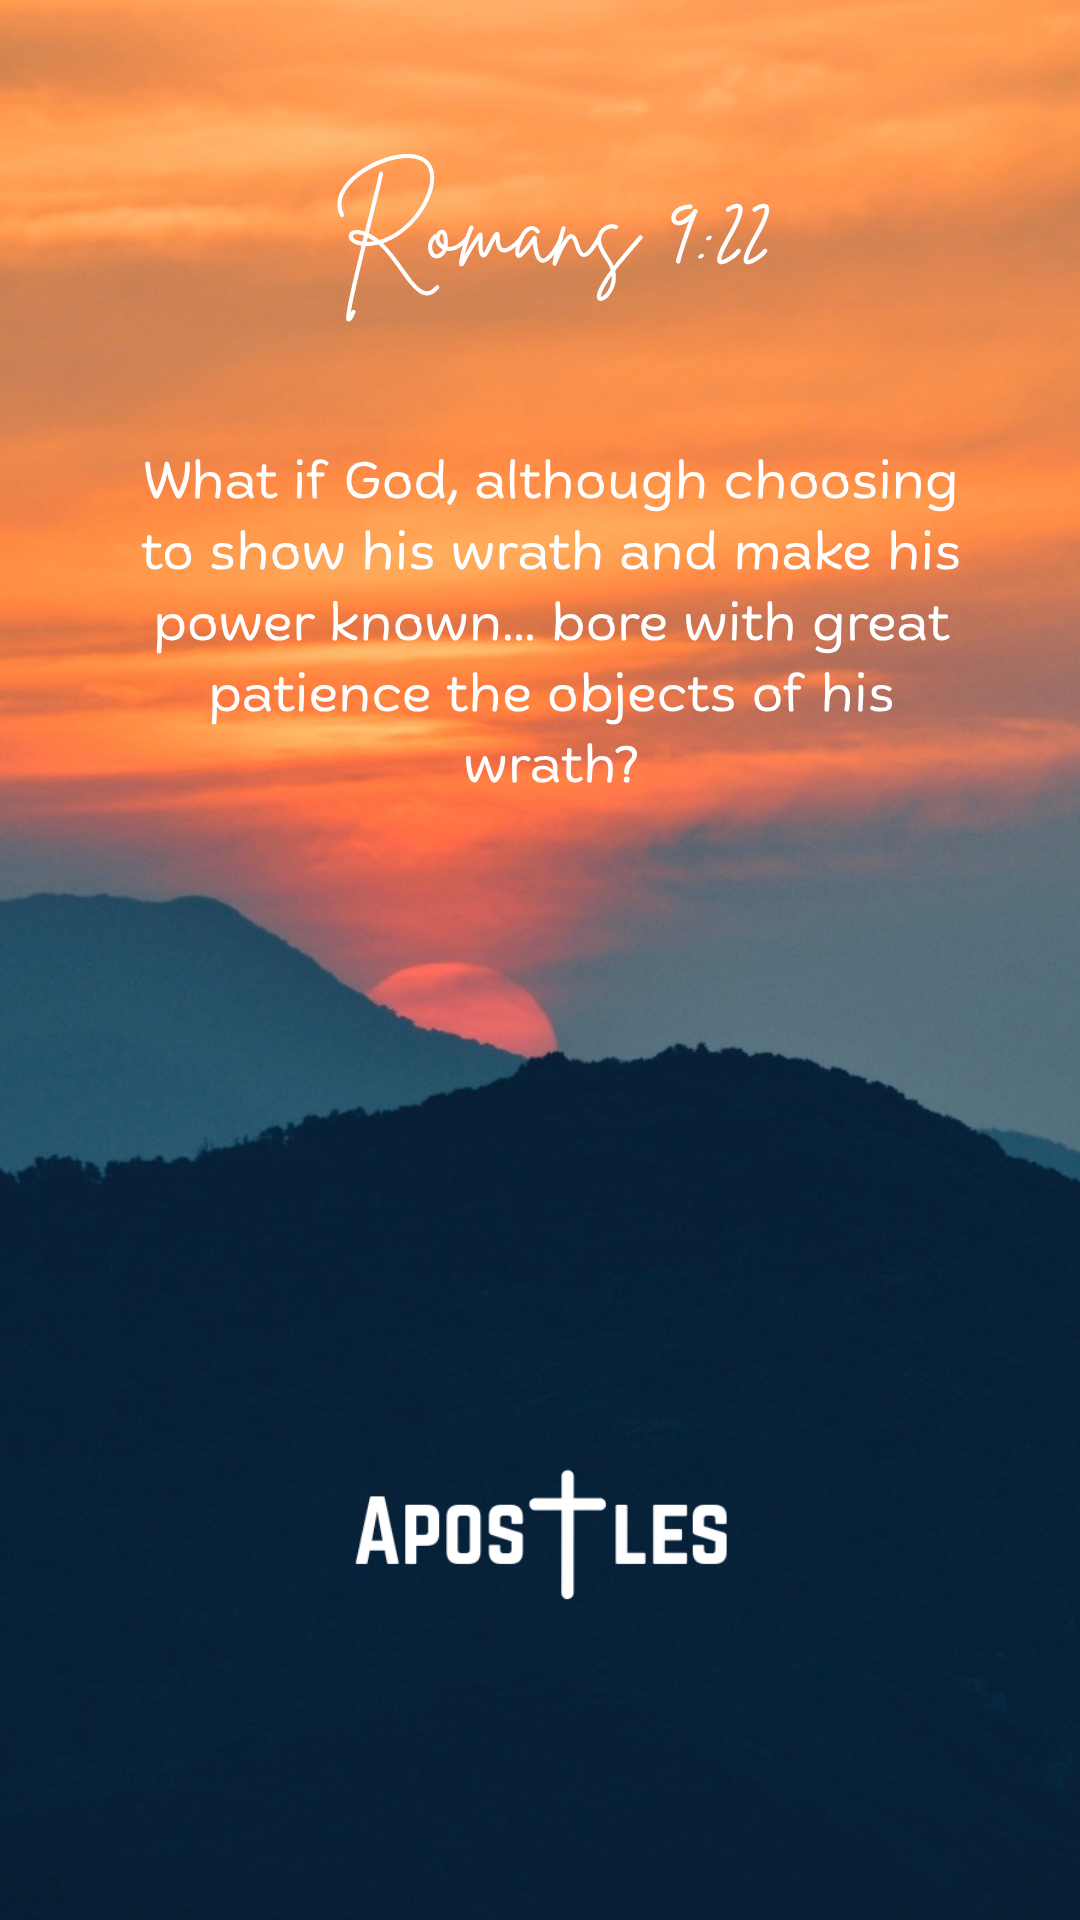 Romans 9:22
What if God, although choosing
to show his wrath and make his
power known... bore with great
patience the objects of his
wrath?
APOSTLES